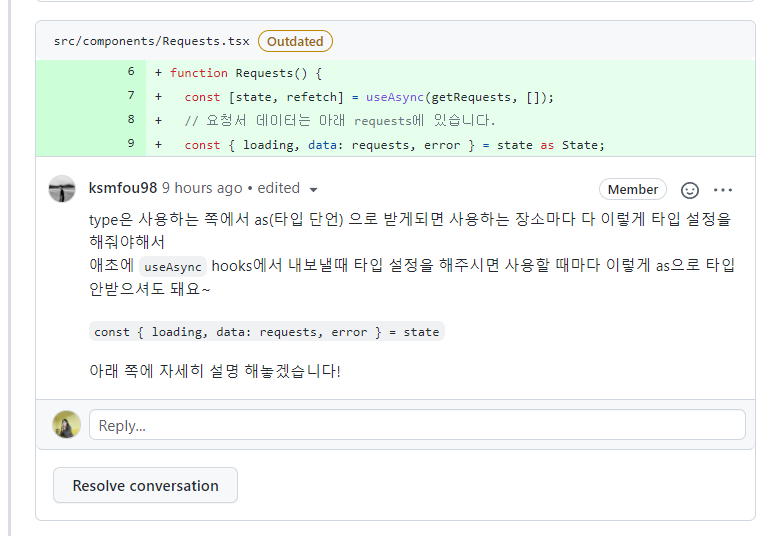 src/components/Requests.tsx Outdated
6 + function Requests() {
7 + const [state, refetch] = useAsync(getRequests, []);
8 + // 요청서 데이터는 아래 requests에 있습니다.
9 + const { loading, data: requests, error } = state as State;
ksmfou98 9 hours ago • edited Member
type은 사용하는 쪽에서 as(타입 단언) 으로 받게되면 사용하는 장소마다 다 이렇게 타입 설정을
해줘야해서
애초에 useAsync hooks에서 내보낼때 타입 설정을 해주시면 사용할 때마다 이렇게 as으로 타입
안받으셔도 돼요~
const { loading, data: requests, error } = state
아래 쪽에 자세히 설명 해놓겠습니다!
Reply...
Resolve conversation